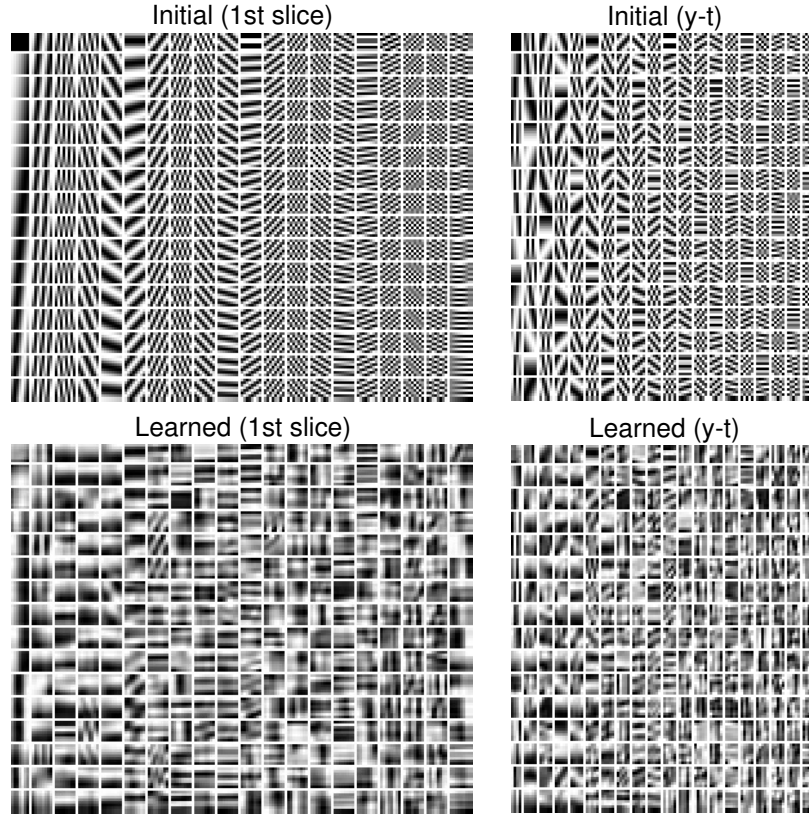 Initial (1st slice)
Initial (y-t)
Learned (1st slice)
Learned (y-t)